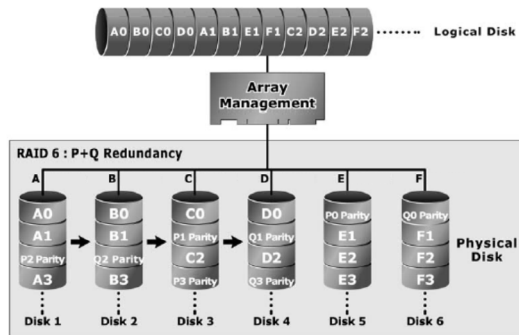 A0 B0 C0 D0 A1 B1 E1 F1 C2 D2 E2 F2 Logical Disk
Array
Management
RAID 6 : P+Q Redundancy
A B C D E F
A0 B0 C0 D0 P0 Parity Q0 Parity
A1 B1 P1 Parity Q1 Parity E1 F1
P2 Parity Q2 Parity C2 D2 E2 F2
A3 B3 P3 Parity Q3 Parity E3 F3
Physical
Disk
Disk 1 Disk 2 Disk 3 Disk 4 Disk 5 Disk 6